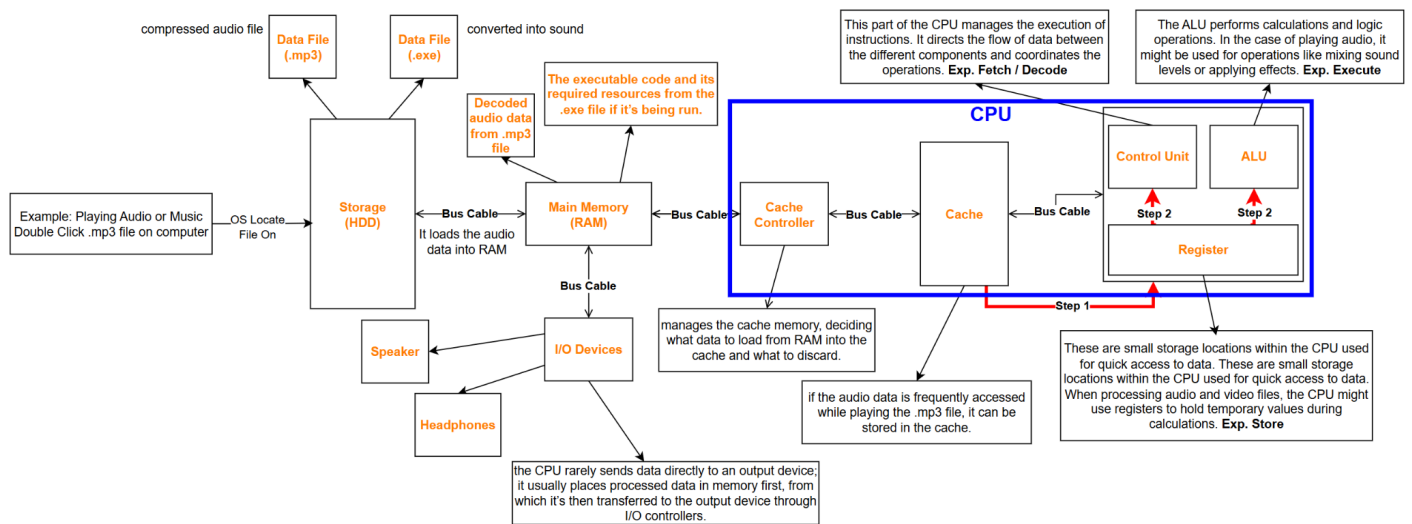 compressed audio file
Data File
(.mp3)
Data File
(.exe)
converted into sound
This part of the CPU manages the execution of
instructions. It directs the flow of data between
the different components and coordinates the
operations. Exp. Fetch / Decode
The ALU performs calculations and logic
operations. In the case of playing audio, it
might be used for operations like mixing sound
levels or applying effects. Exp. Execute
The executable code and its
required resources from the
.exe file if it's being run.
Decoded
audio data
from .mp3
file
CPU
Control Unit
ALU
Example: Playing Audio or Music
Double Click .mp3 file on computer
OS Locate
File On
Storage
(HDD)
Bus Cable
It loads the audio
data into RAM
Main Memory
(RAM)
Bus Cable
Cache
Controller
Bus Cable
Cache
Bus Cable
Step 2
Step 2
Register
Bus Cable
Step 1
Speaker
I/O Devices
Headphones
manages the cache memory, deciding
what data to load from RAM into the
cache and what to discard.
if the audio data is frequently accessed
while playing the .mp3 file, it can be
stored in the cache.
These are small storage locations within the CPU used
for quick access to data. These are small storage
locations within the CPU used for quick access to data.
When processing audio and video files, the CPU might
use registers to hold temporary values during
calculations. Exp. Store
the CPU rarely sends data directly to an output device;
it usually places processed data in memory first, from
which it's then transferred to the output device through
I/O controllers.